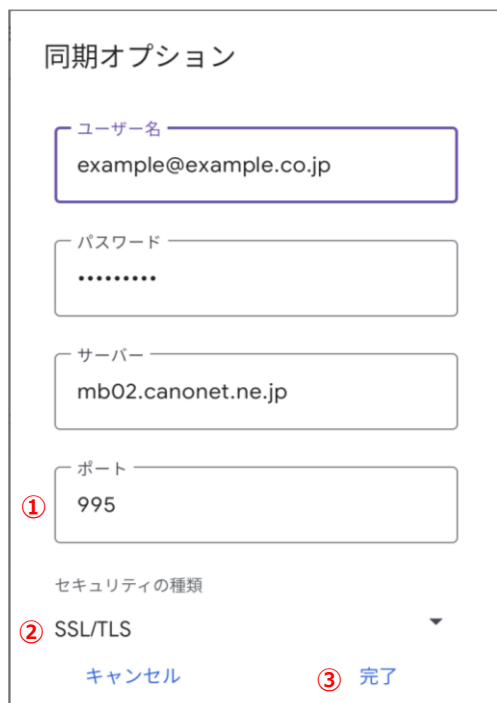 同期オプション
ユーザー名
example@example.co.jp
パスワード
•••••••••
サーバー
mb02.canonet.ne.jp
ポート
① 995
セキュリティの種類
② SSL/TLS
キャンセル ③ 完了